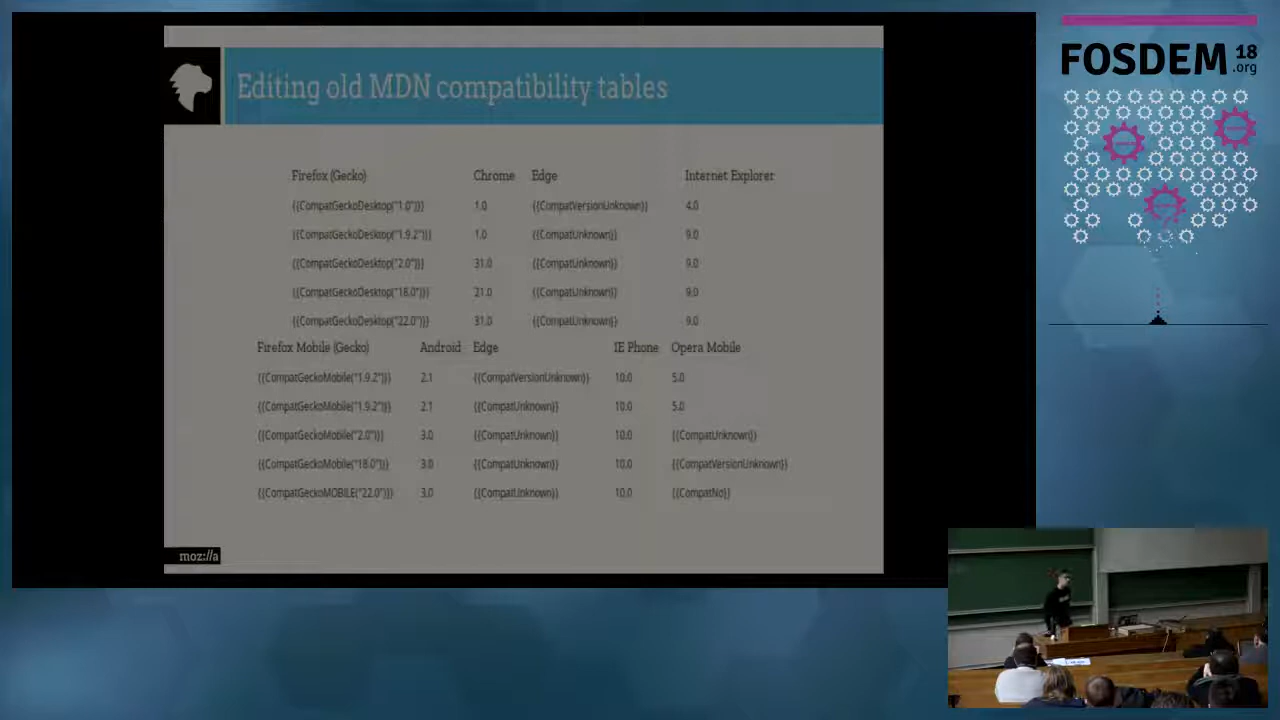 Editing old MDN compatibility tables
Firefox (Gecko) Chrome Edge Internet Explorer
{{CompatGeckoDesktop("1.0")}} 1.0 {{CompatVersionUnknown}} 4.0
{{CompatGeckoDesktop("1.9.2")}} 1.0 {{CompatUnknown}} 9.0
{{CompatGeckoDesktop("2.0")}} 31.0 {{CompatUnknown}} 9.0
{{CompatGeckoDesktop("18.0")}} 21.0 {{CompatUnknown}} 9.0
{{CompatGeckoDesktop("22.0")}} 31.0 {{CompatUnknown}} 9.0
Firefox Mobile (Gecko) Android Edge IE Phone Opera Mobile
{{CompatGeckoMobile("1.9.2")}} 2.1 {{CompatVersionUnknown}} 10.0 5.0
{{CompatGeckoMobile("1.9.2")}} 2.1 {{CompatUnknown}} 10.0 5.0
{{CompatGeckoMobile("2.0")}} 3.0 {{CompatUnknown}} 10.0 {{CompatUnknown}}
{{CompatGeckoMobile("18.0")}} 3.0 {{CompatUnknown}} 10.0 {{CompatVersionUnknown}}
{{CompatGeckoMOBILE("22.0")}} 3.0 {{CompatUnknown}} 10.0 {{CompatNo}}
moz://a
FOSDEM 18
.org